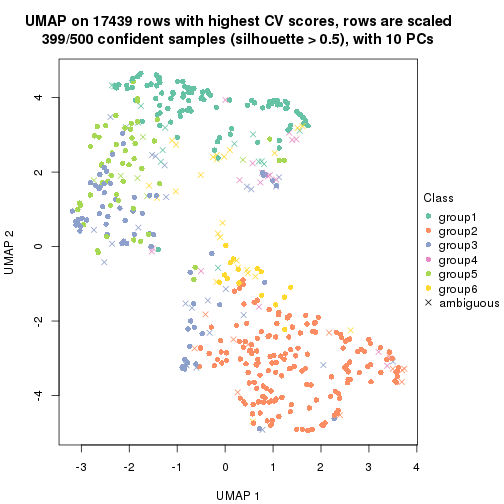 UMAP on 17439 rows with highest CV scores, rows are scaled
399/500 confident samples (silhouette > 0.5), with 10 PCs
4
2
0
-2
-4
UMAP 2
-3 -2 -1 0 1 2 3 4
UMAP 1
Class
group1
group2
group3
group4
group5
group6
ambiguous